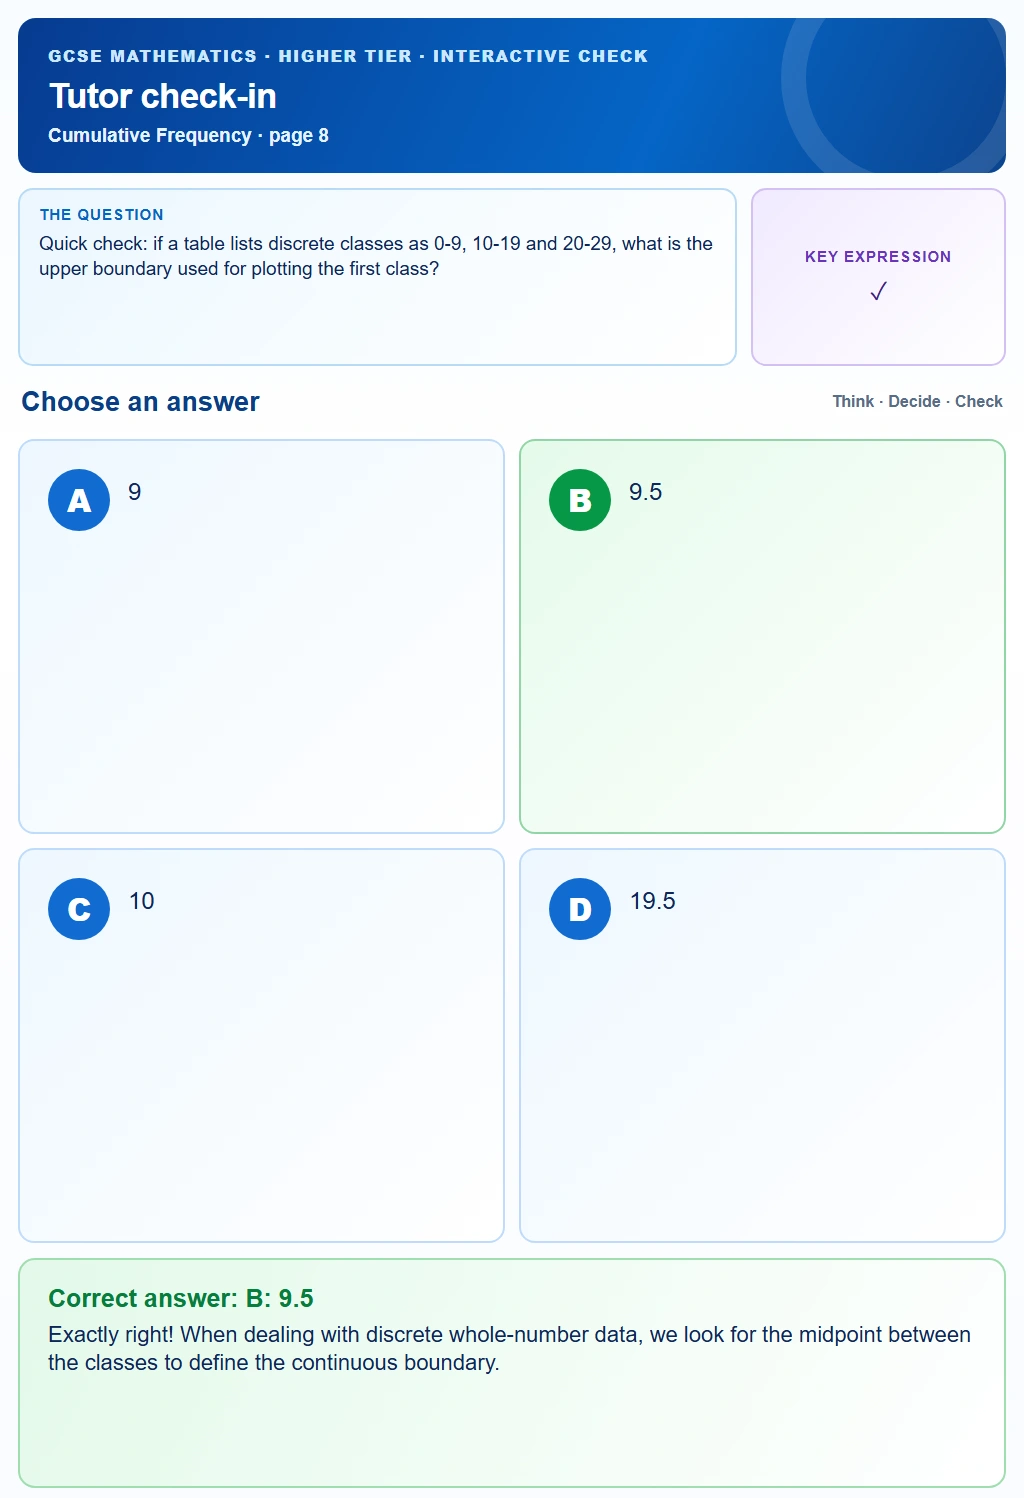 GCSE MATHEMATICS · HIGHER TIER · INTERACTIVE CHECK
Tutor check-in
Cumulative Frequency · page 8
THE QUESTION
Quick check: if a table lists discrete classes as 0-9, 10-19 and 20-29, what is the
upper boundary used for plotting the first class?
KEY EXPRESSION
✓
Choose an answer
Think · Decide · Check
A 9
B 9.5
C 10
D 19.5
Correct answer: B: 9.5
Exactly right! When dealing with discrete whole-number data, we look for the midpoint between
the classes to define the continuous boundary.